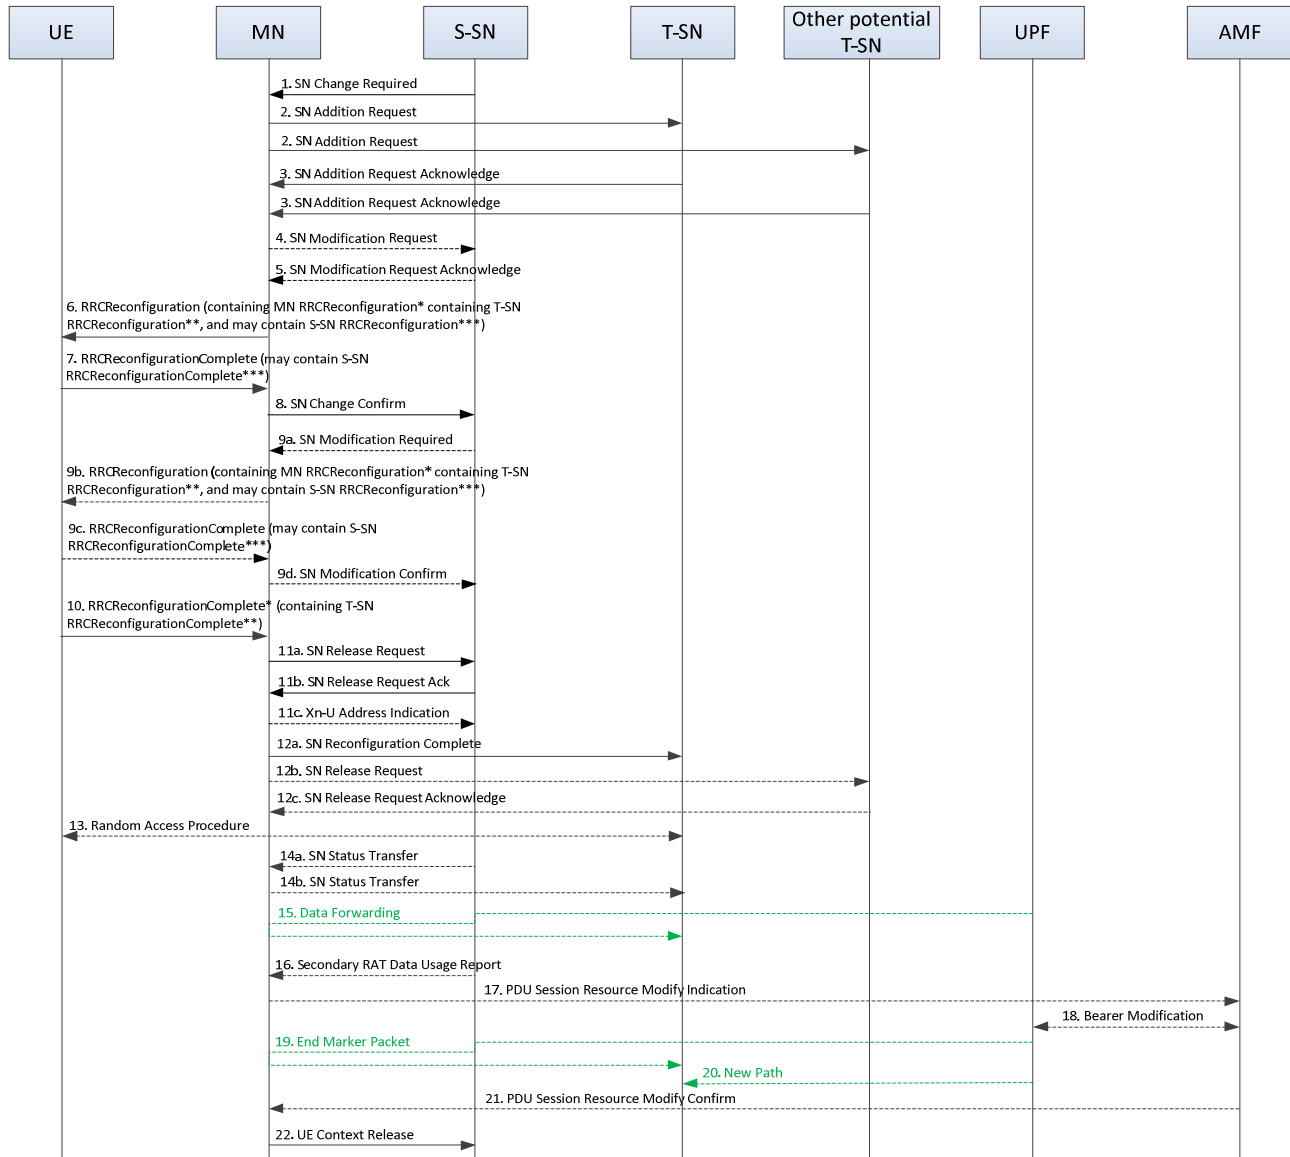 UE
MN
S-SN
T-SN
Other potential
T-SN
UPF
AMF
1. SN Change Required
2. SN Addition Request
2. SN Addition Request
3. SN Addition Request Acknowledge
3. SN Addition Request Acknowledge
4. SN Modification Request
5. SN Modification Request Acknowledge
6. RRCReconfiguration (containing MN RRCReconfiguration* containing T-SN
RRCReconfiguration**, and may contain S-SN RRCReconfiguration***)
7. RRCReconfigurationComplete (may contain S-SN
RRCReconfigurationComplete***)
8. SN Change Confirm
9a. SN Modification Required
9b. RRCReconfiguration (containing MN RRCReconfiguration* containing T-SN
RRCReconfiguration**, and may contain S-SN RRCReconfiguration***)
9c. RRCReconfigurationComplete (may contain S-SN
RRCReconfigurationComplete***)
9d. SN Modification Confirm
10. RRCReconfigurationComplete* (containing T-SN
RRCReconfigurationComplete**)
11a. SN Release Request
11b. SN Release Request Ack
11c. Xn-U Address Indication
12a. SN Reconfiguration Complete
12b. SN Release Request
12c. SN Release Request Acknowledge
13. Random Access Procedure
14a. SN Status Transfer
14b. SN Status Transfer
15. Data Forwarding
16. Secondary RAT Data Usage Report
17. PDU Session Resource Modify Indication
18. Bearer Modification
19. End Marker Packet
20. New Path
21. PDU Session Resource Modify Confirm
22. UE Context Release